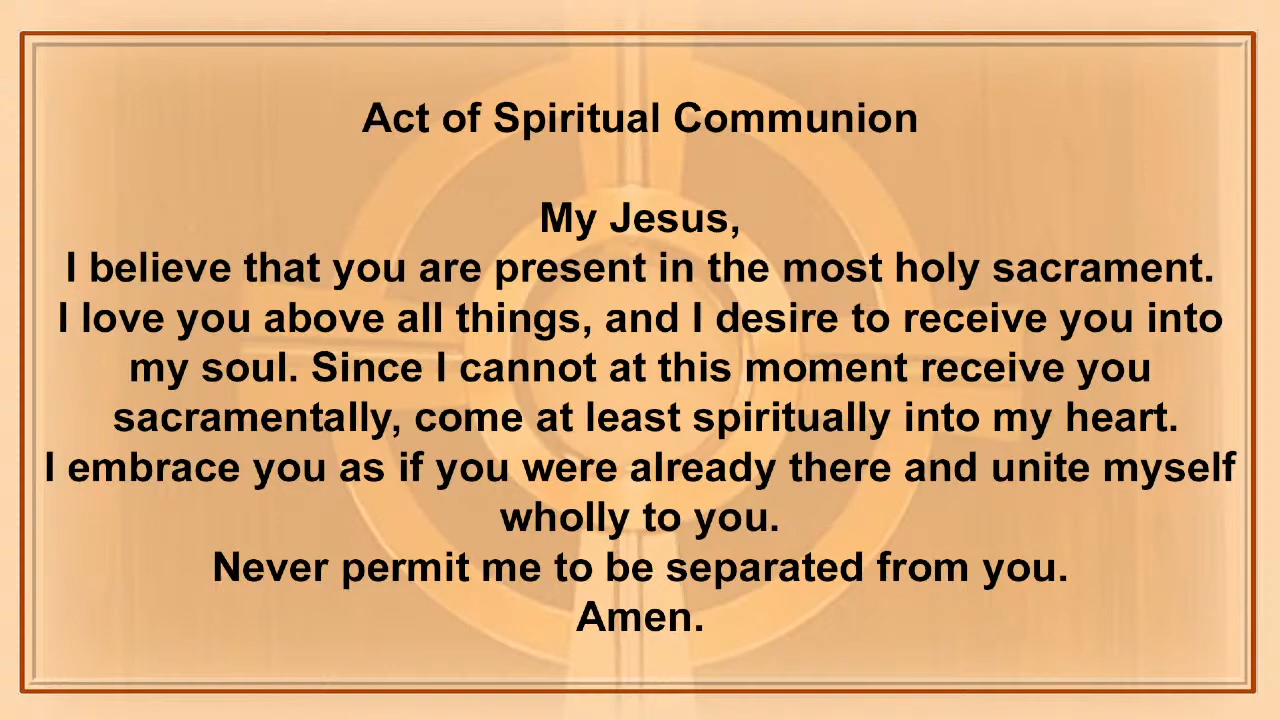 Act of Spiritual Communion
My Jesus,
I believe that you are present in the most holy sacrament.
I love you above all things, and I desire to receive you into
my soul. Since I cannot at this moment receive you
sacramentally, come at least spiritually into my heart.
I embrace you as if you were already there and unite myself
wholly to you.
Never permit me to be separated from you.
Amen.